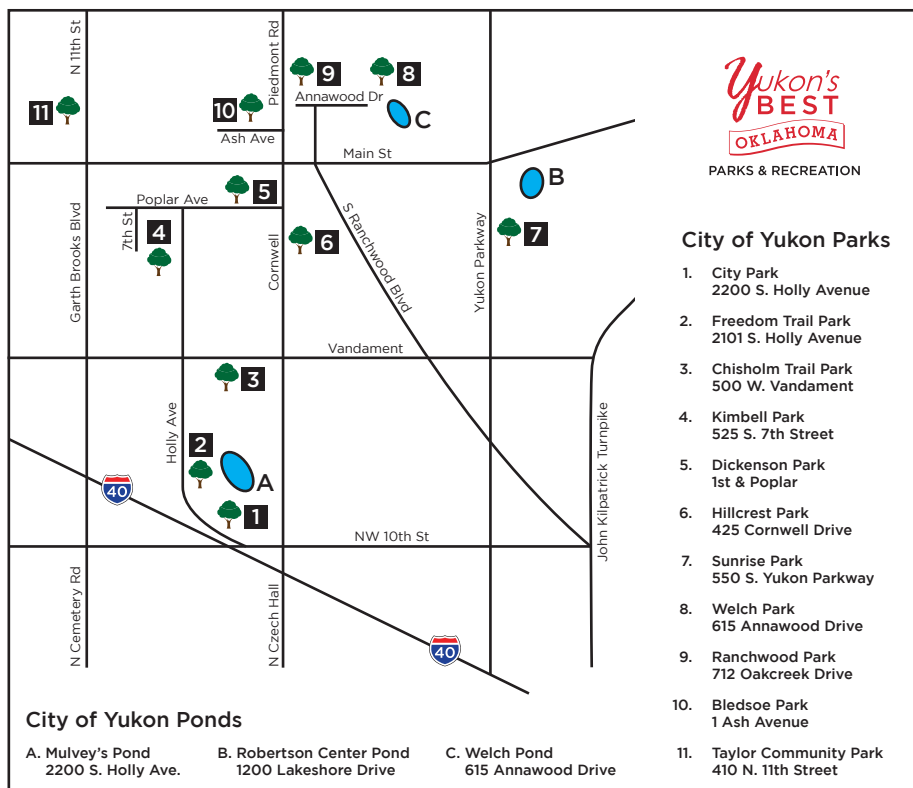 N 11th St
Piedmont Rd
9
8
Annawood Dr
11
10
C
Ash Ave
Main St
B
5
Poplar Ave
7th St
4
6
7
Garth Brooks Blvd
Cornwell
S Ranchwood Blvd
Yukon Parkway
Vandament
3
Holly Ave
2
A
40
1
NW 10th St
John Kilpatrick Turnpike
N Cemetery Rd
N Czech Hall
40
Yukon's
BEST
OKLAHOMA
PARKS & RECREATION
City of Yukon Parks
1. City Park
2200 S. Holly Avenue
2. Freedom Trail Park
2101 S. Holly Avenue
3. Chisholm Trail Park
500 W. Vandament
4. Kimbell Park
525 S. 7th Street
5. Dickenson Park
1st & Poplar
6. Hillcrest Park
425 Cornwell Drive
7. Sunrise Park
550 S. Yukon Parkway
8. Welch Park
615 Annawood Drive
9. Ranchwood Park
712 Oakcreek Drive
10. Bledsoe Park
1 Ash Avenue
11. Taylor Community Park
410 N. 11th Street
City of Yukon Ponds
A. Mulvey's Pond
2200 S. Holly Ave.
B. Robertson Center Pond
1200 Lakeshore Drive
C. Welch Pond
615 Annawood Drive